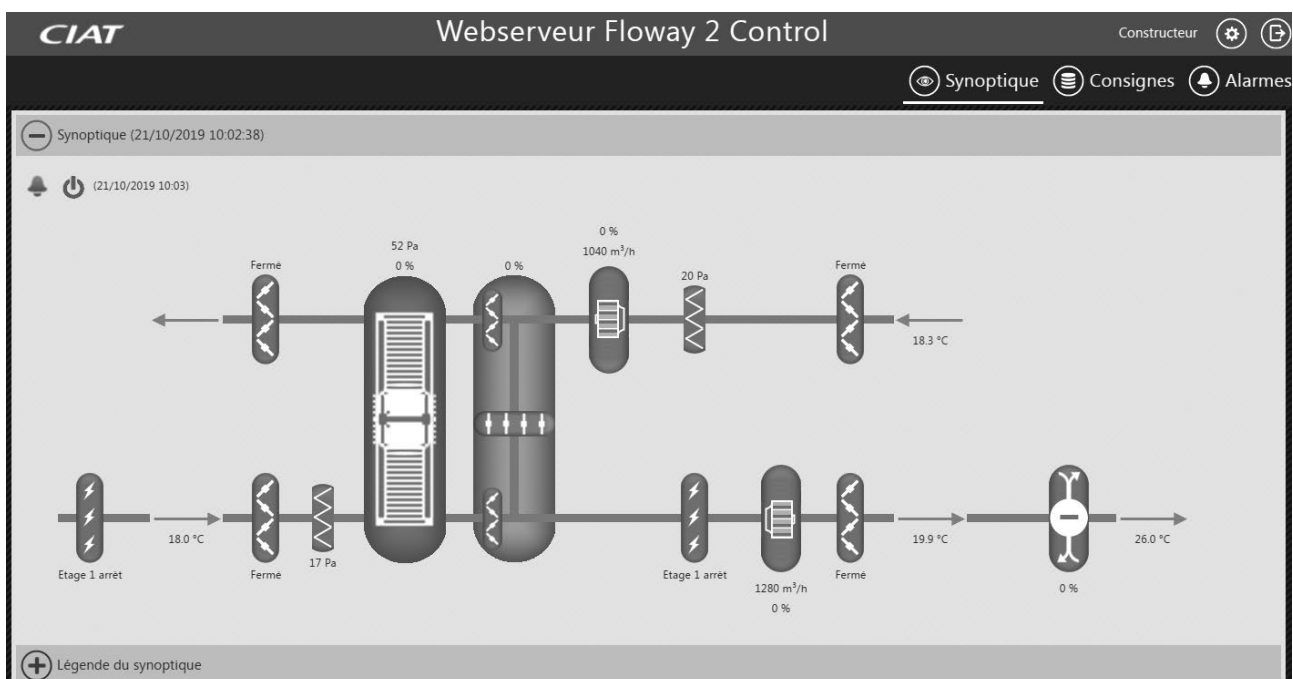 CIAT
Webserveur Floway 2 Control
Constructeur
Synoptique
Consignes
Alarmes
Synoptique (21/10/2019 10:02:38)
(21/10/2019 10:03)
0 %
1040 m³/h
52 Pa
0 %
0 %
Fermé
20 Pa
Fermé
18.3 °C
18.0 °C
Etage 1 arrêt
Fermé
17 Pa
Etage 1 arrêt
1280 m³/h
0 %
Fermé
19.9 °C
0 %
26.0 °C
Légende du synoptique